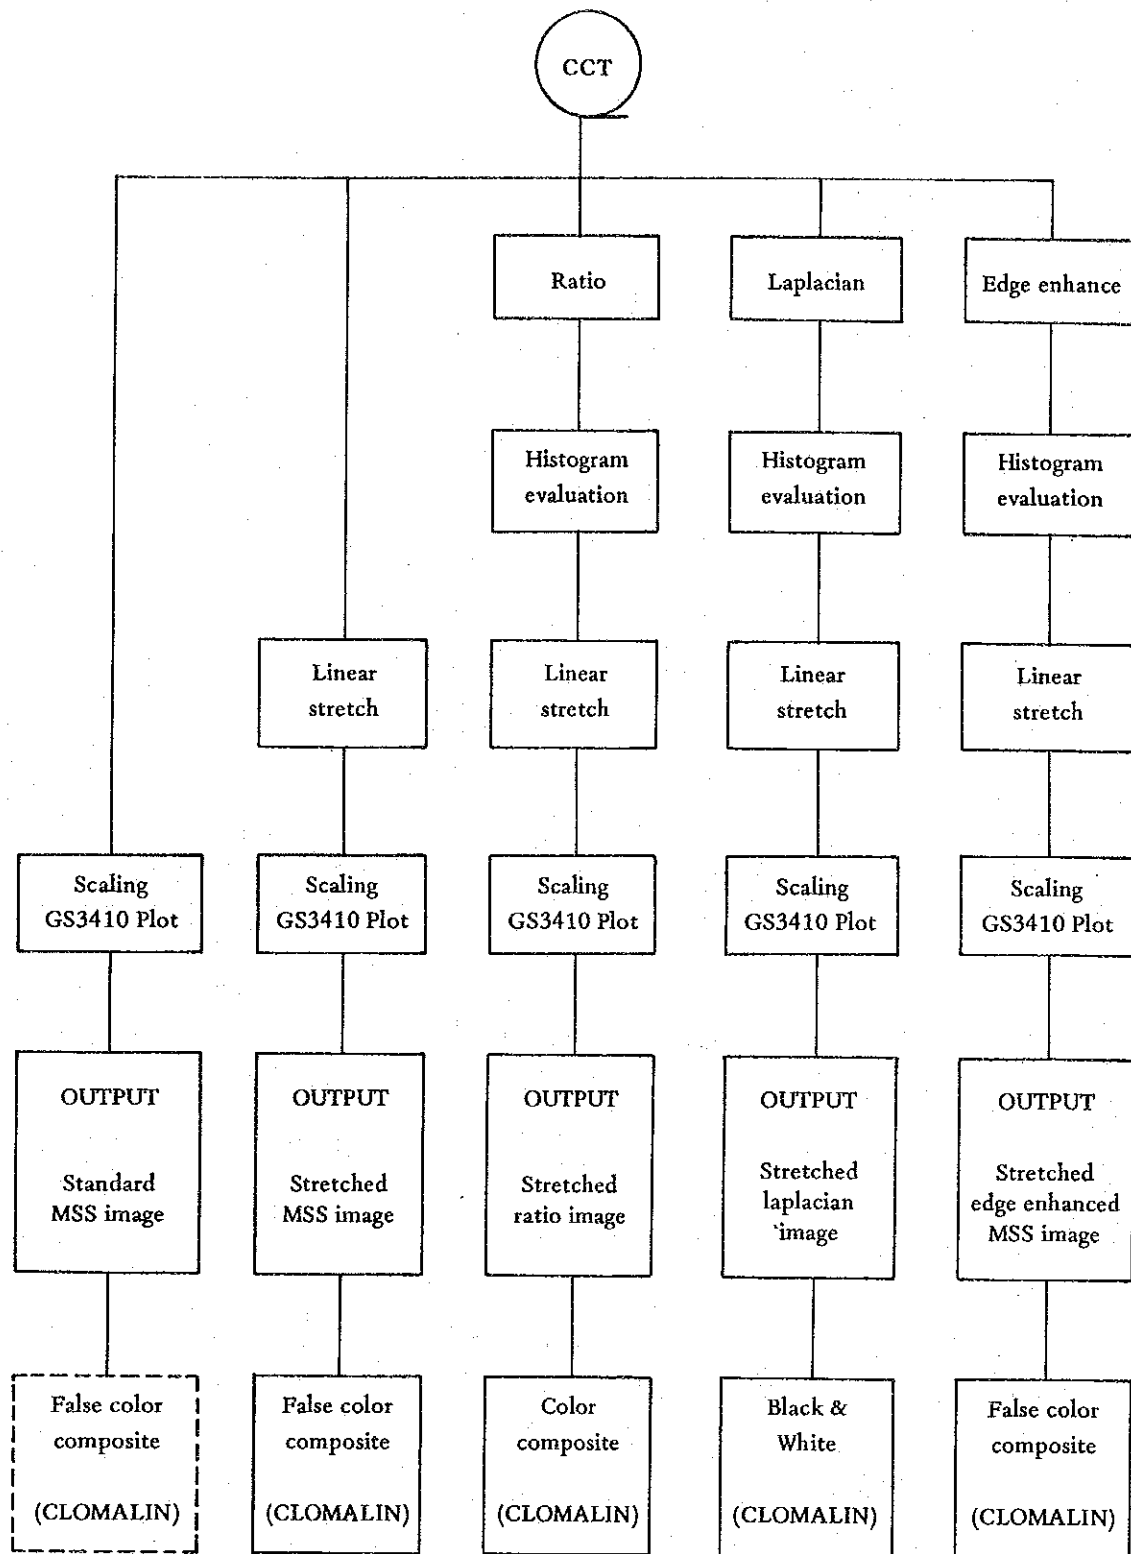 CCT
Ratio
Laplacian
Edge enhance
Histogram
evaluation
Histogram
evaluation
Histogram
evaluation
Linear
stretch
Linear
stretch
Linear
stretch
Linear
stretch
Scaling
GS3410 Plot
Scaling
GS3410 Plot
Scaling
GS3410 Plot
Scaling
GS3410 Plot
Scaling
GS3410 Plot
OUTPUT
Standard
MSS image
OUTPUT
Stretched
MSS image
OUTPUT
Stretched
ratio image
OUTPUT
Stretched
laplacian
image
OUTPUT
Stretched
edge enhanced
MSS image
False color
composite
(CLOMALIN)
False color
composite
(CLOMALIN)
Color
composite
(CLOMALIN)
Black &
White
(CLOMALIN)
False color
composite
(CLOMALIN)